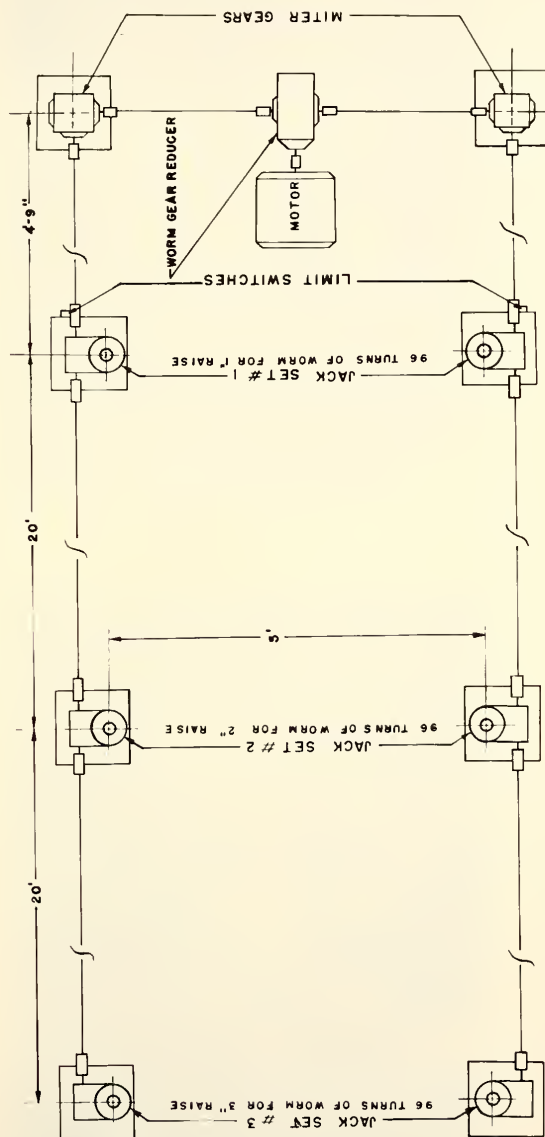 MITER GEARS
4-9"
WORM GEAR REDUCER
MOTOR
LIMIT SWITCHES
JACK SET # 1
96 TURNS OF WORM FOR 1" RAISE
20'
5'
JACK SET # 2
96 TURNS OF WORM FOR 2" RAISE
20'
JACK SET # 3
96 TURNS OF WORM FOR 3" RAISE